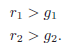 r₁ > g₁
r₂ > g₂.